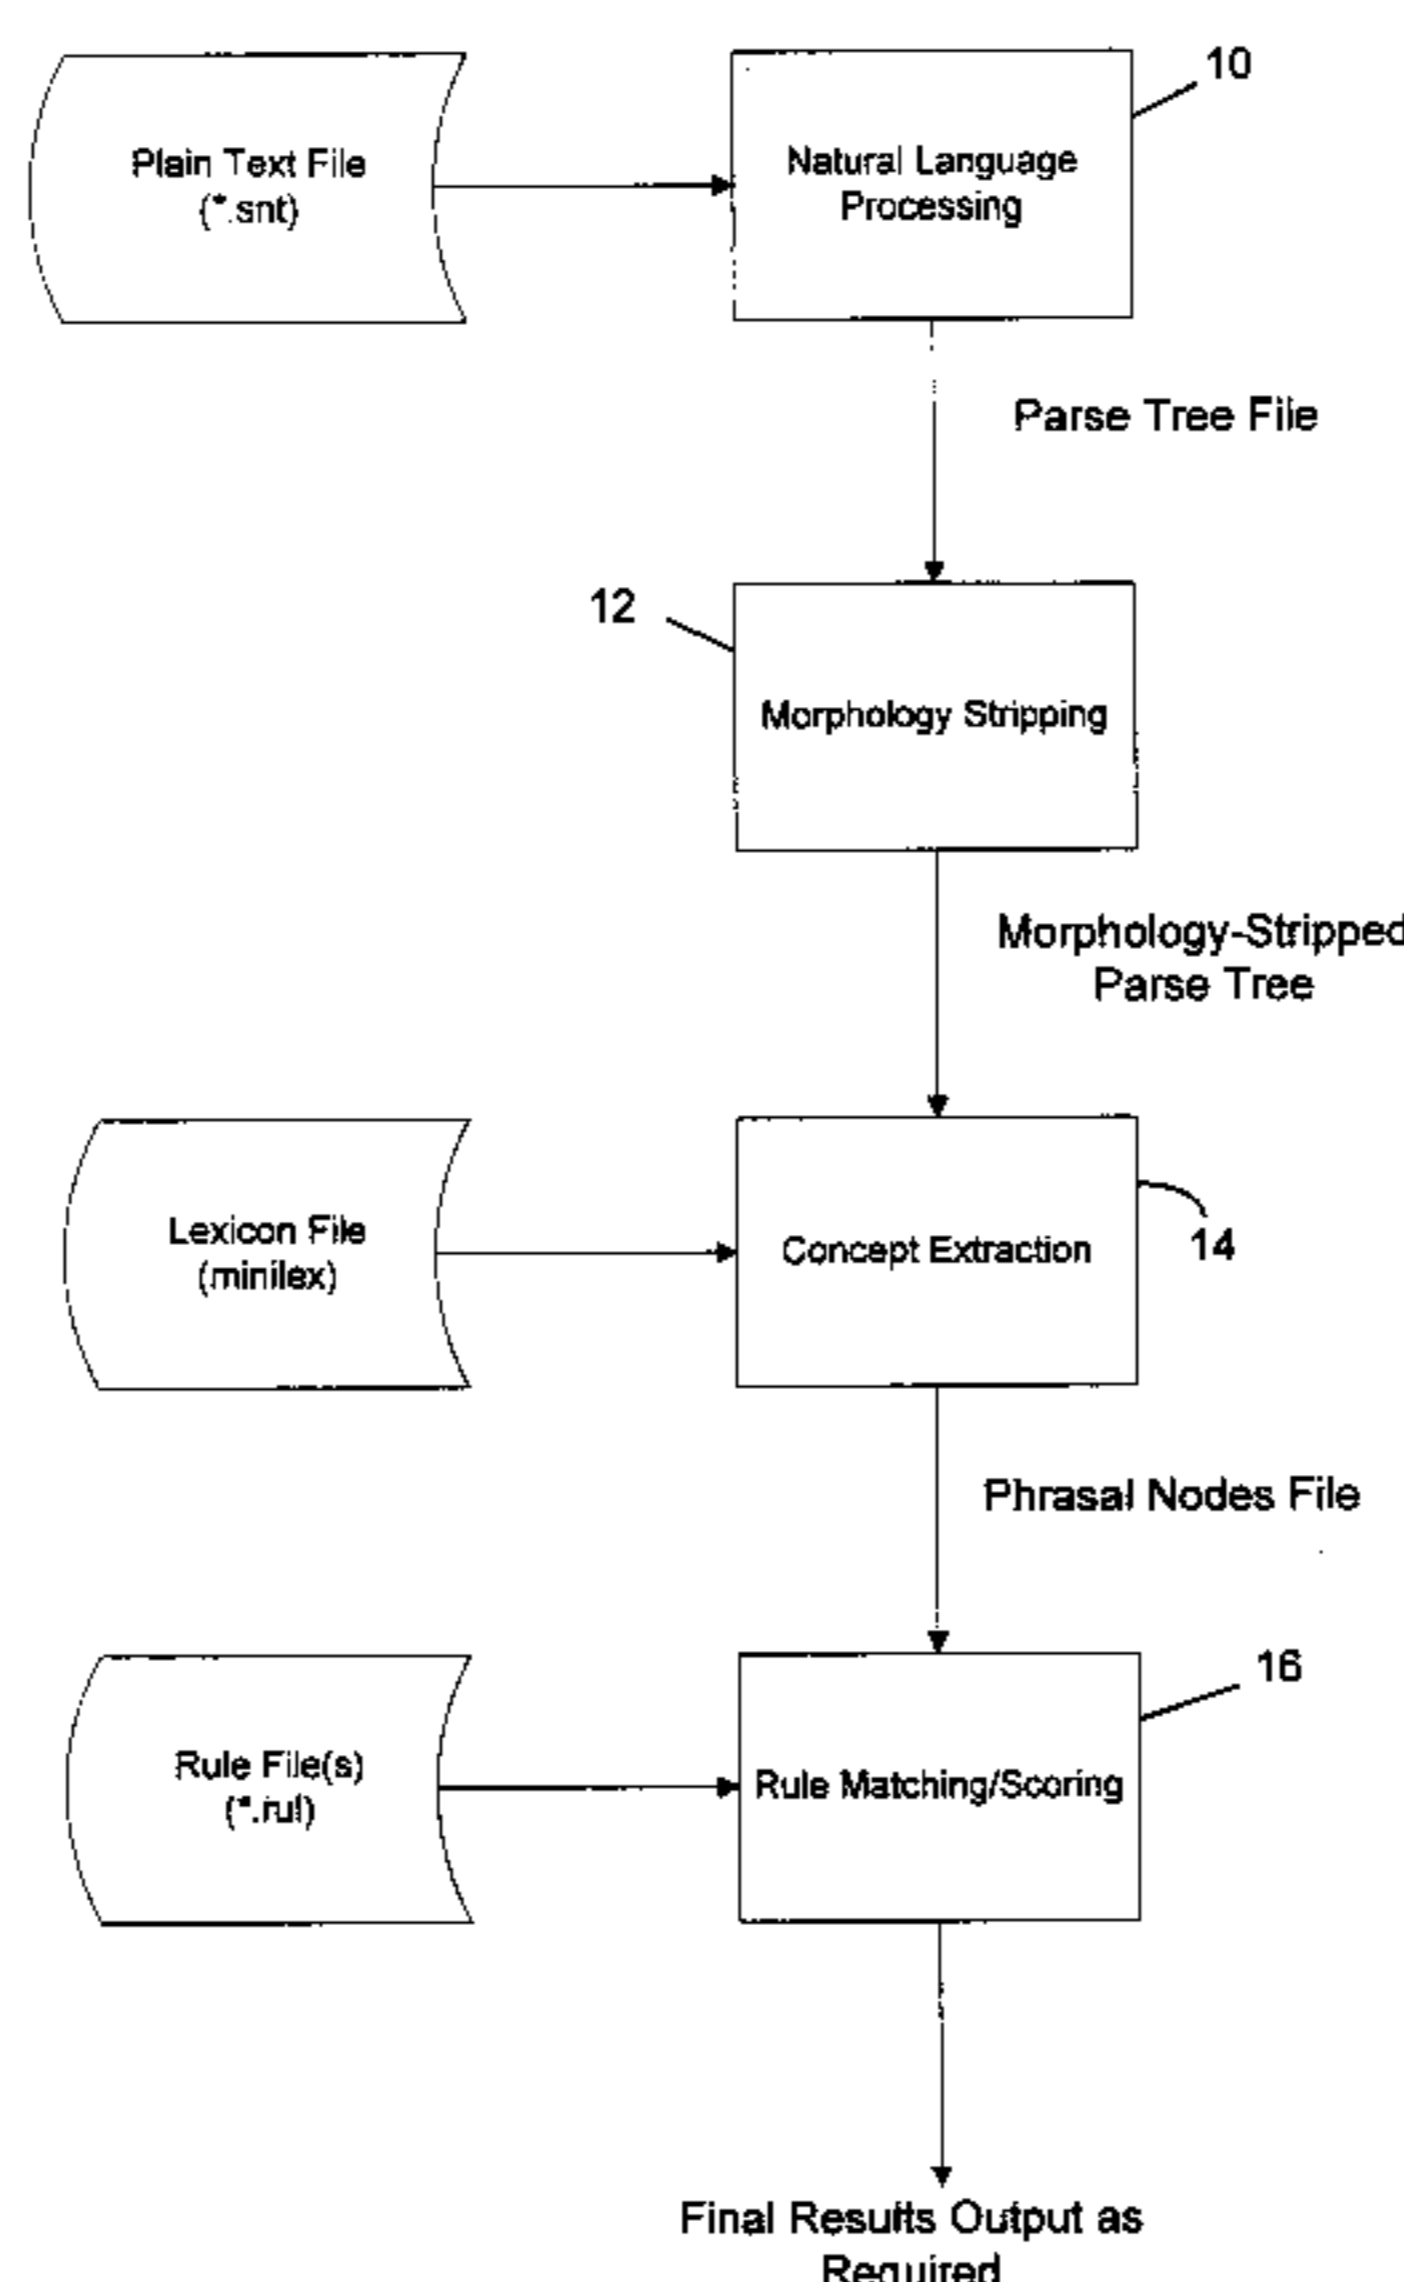 10
Plain Text File
(*.snt)
Natural Language
Processing
Parse Tree File
12
Morphology Stripping
Morphology-Stripped
Parse Tree
Lexicon File
(minilex)
Concept Extraction
14
Phrasal Nodes File
16
Rule File(s)
(*.rul)
Rule Matching/Scoring
Final Results Output as
Required